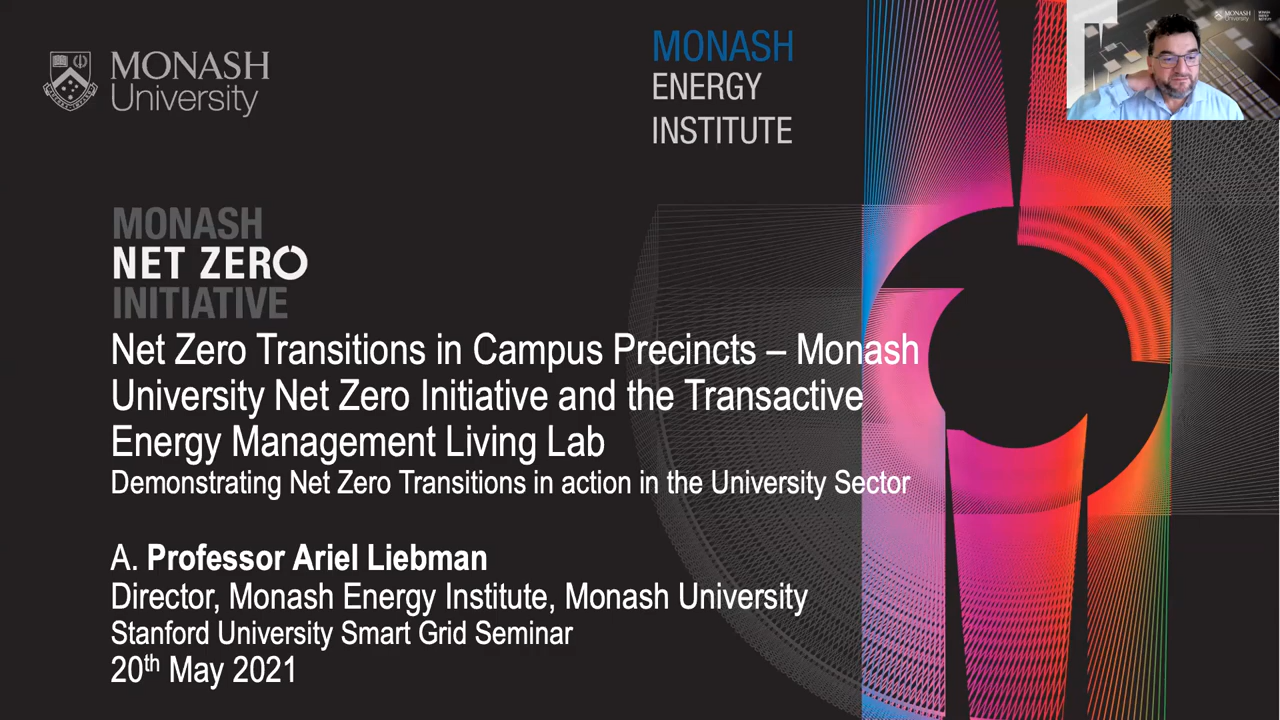 MONASH
University
MONASH
ENERGY
INSTITUTE
MONASH
University
MONASH
NET ZERO
INITIATIVE
Net Zero Transitions in Campus Precincts – Monash
University Net Zero Initiative and the Transactive
Energy Management Living Lab
Demonstrating Net Zero Transitions in action in the University Sector
A. Professor Ariel Liebman
Director, Monash Energy Institute, Monash University
Stanford University Smart Grid Seminar
20th May 2021